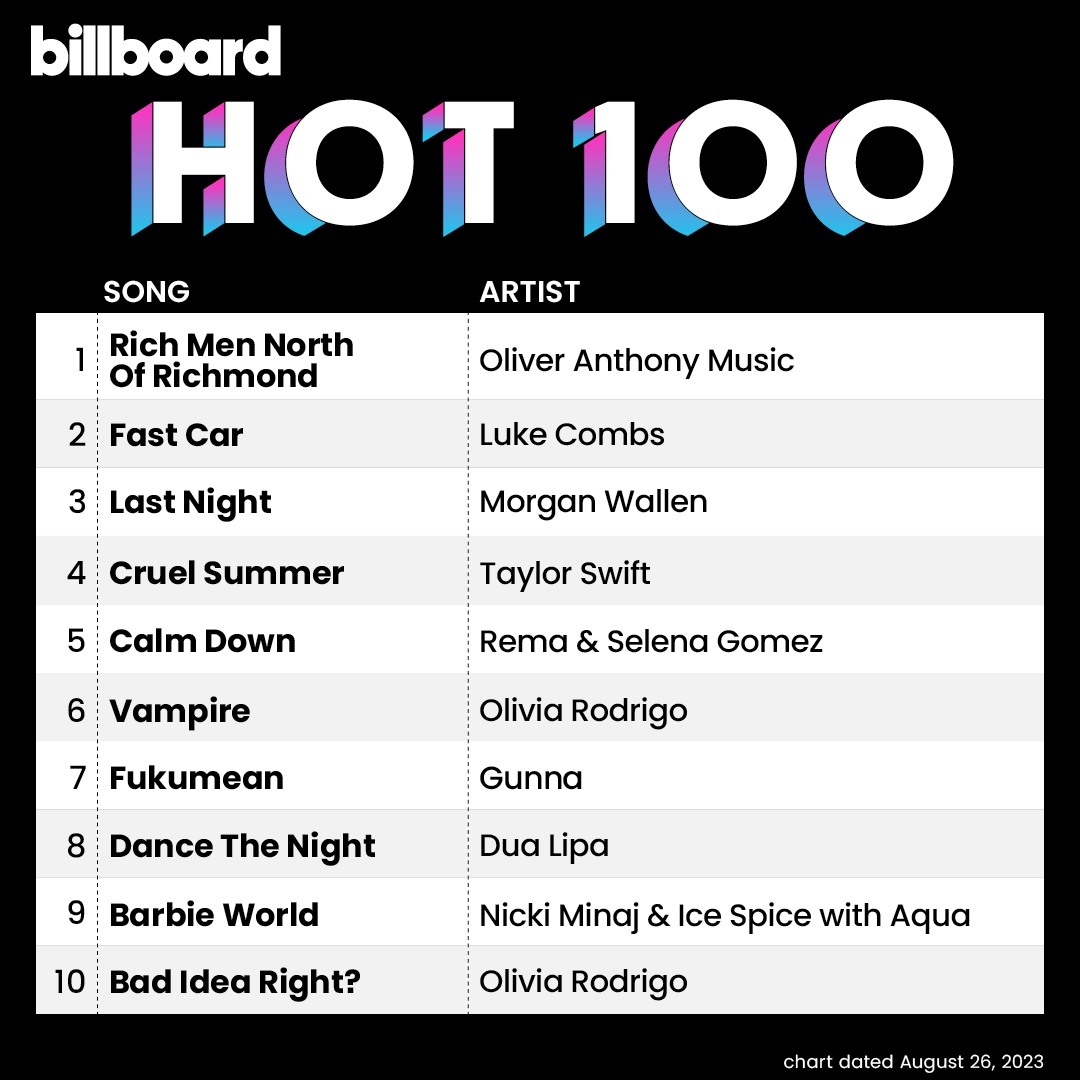 billboard
HOT 100
SONG ARTIST
1 Rich Men North
Of Richmond Oliver Anthony Music
2 Fast Car Luke Combs
3 Last Night Morgan Wallen
4 Cruel Summer Taylor Swift
5 Calm Down Rema & Selena Gomez
6 Vampire Olivia Rodrigo
7 Fukumean Gunna
8 Dance The Night Dua Lipa
9 Barbie World Nicki Minaj & Ice Spice with Aqua
10 Bad Idea Right? Olivia Rodrigo
chart dated August 26, 2023